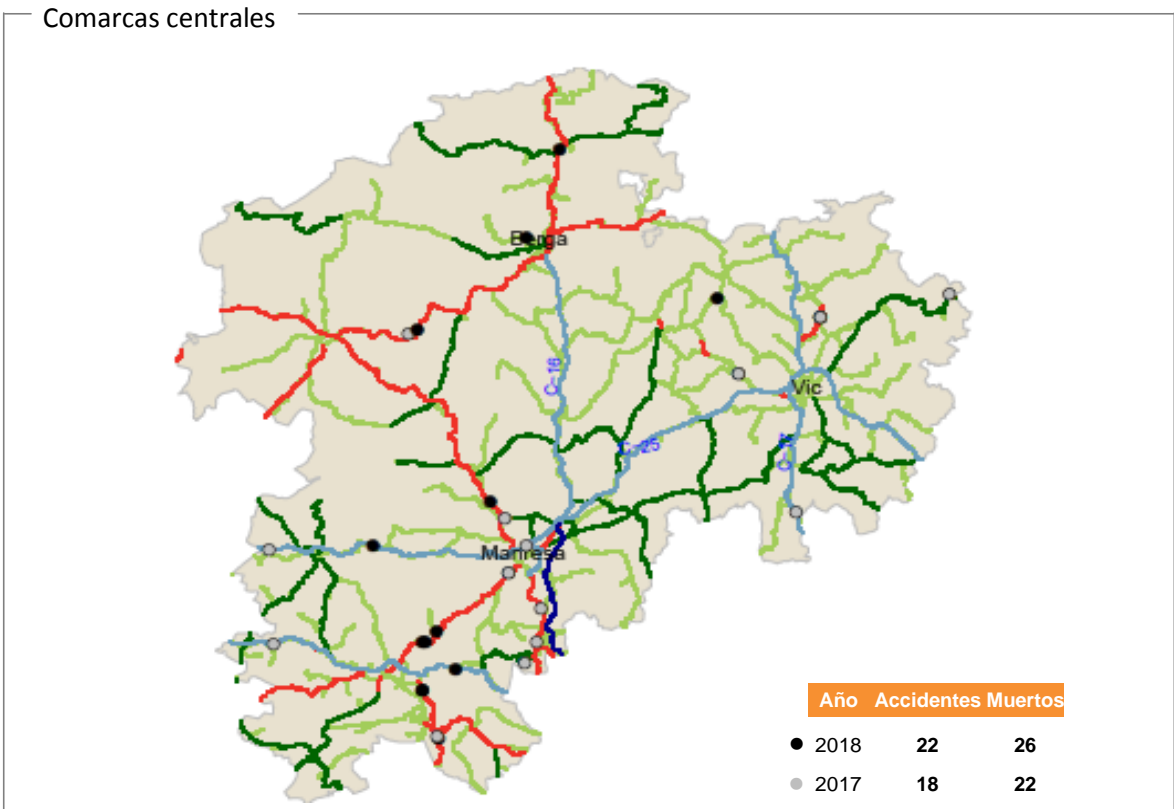 Comarcas centrales
Berga
C-16
Vic
C-25
Manresa
Año Accidentes Muertos
2018 22 26
2017 18 22